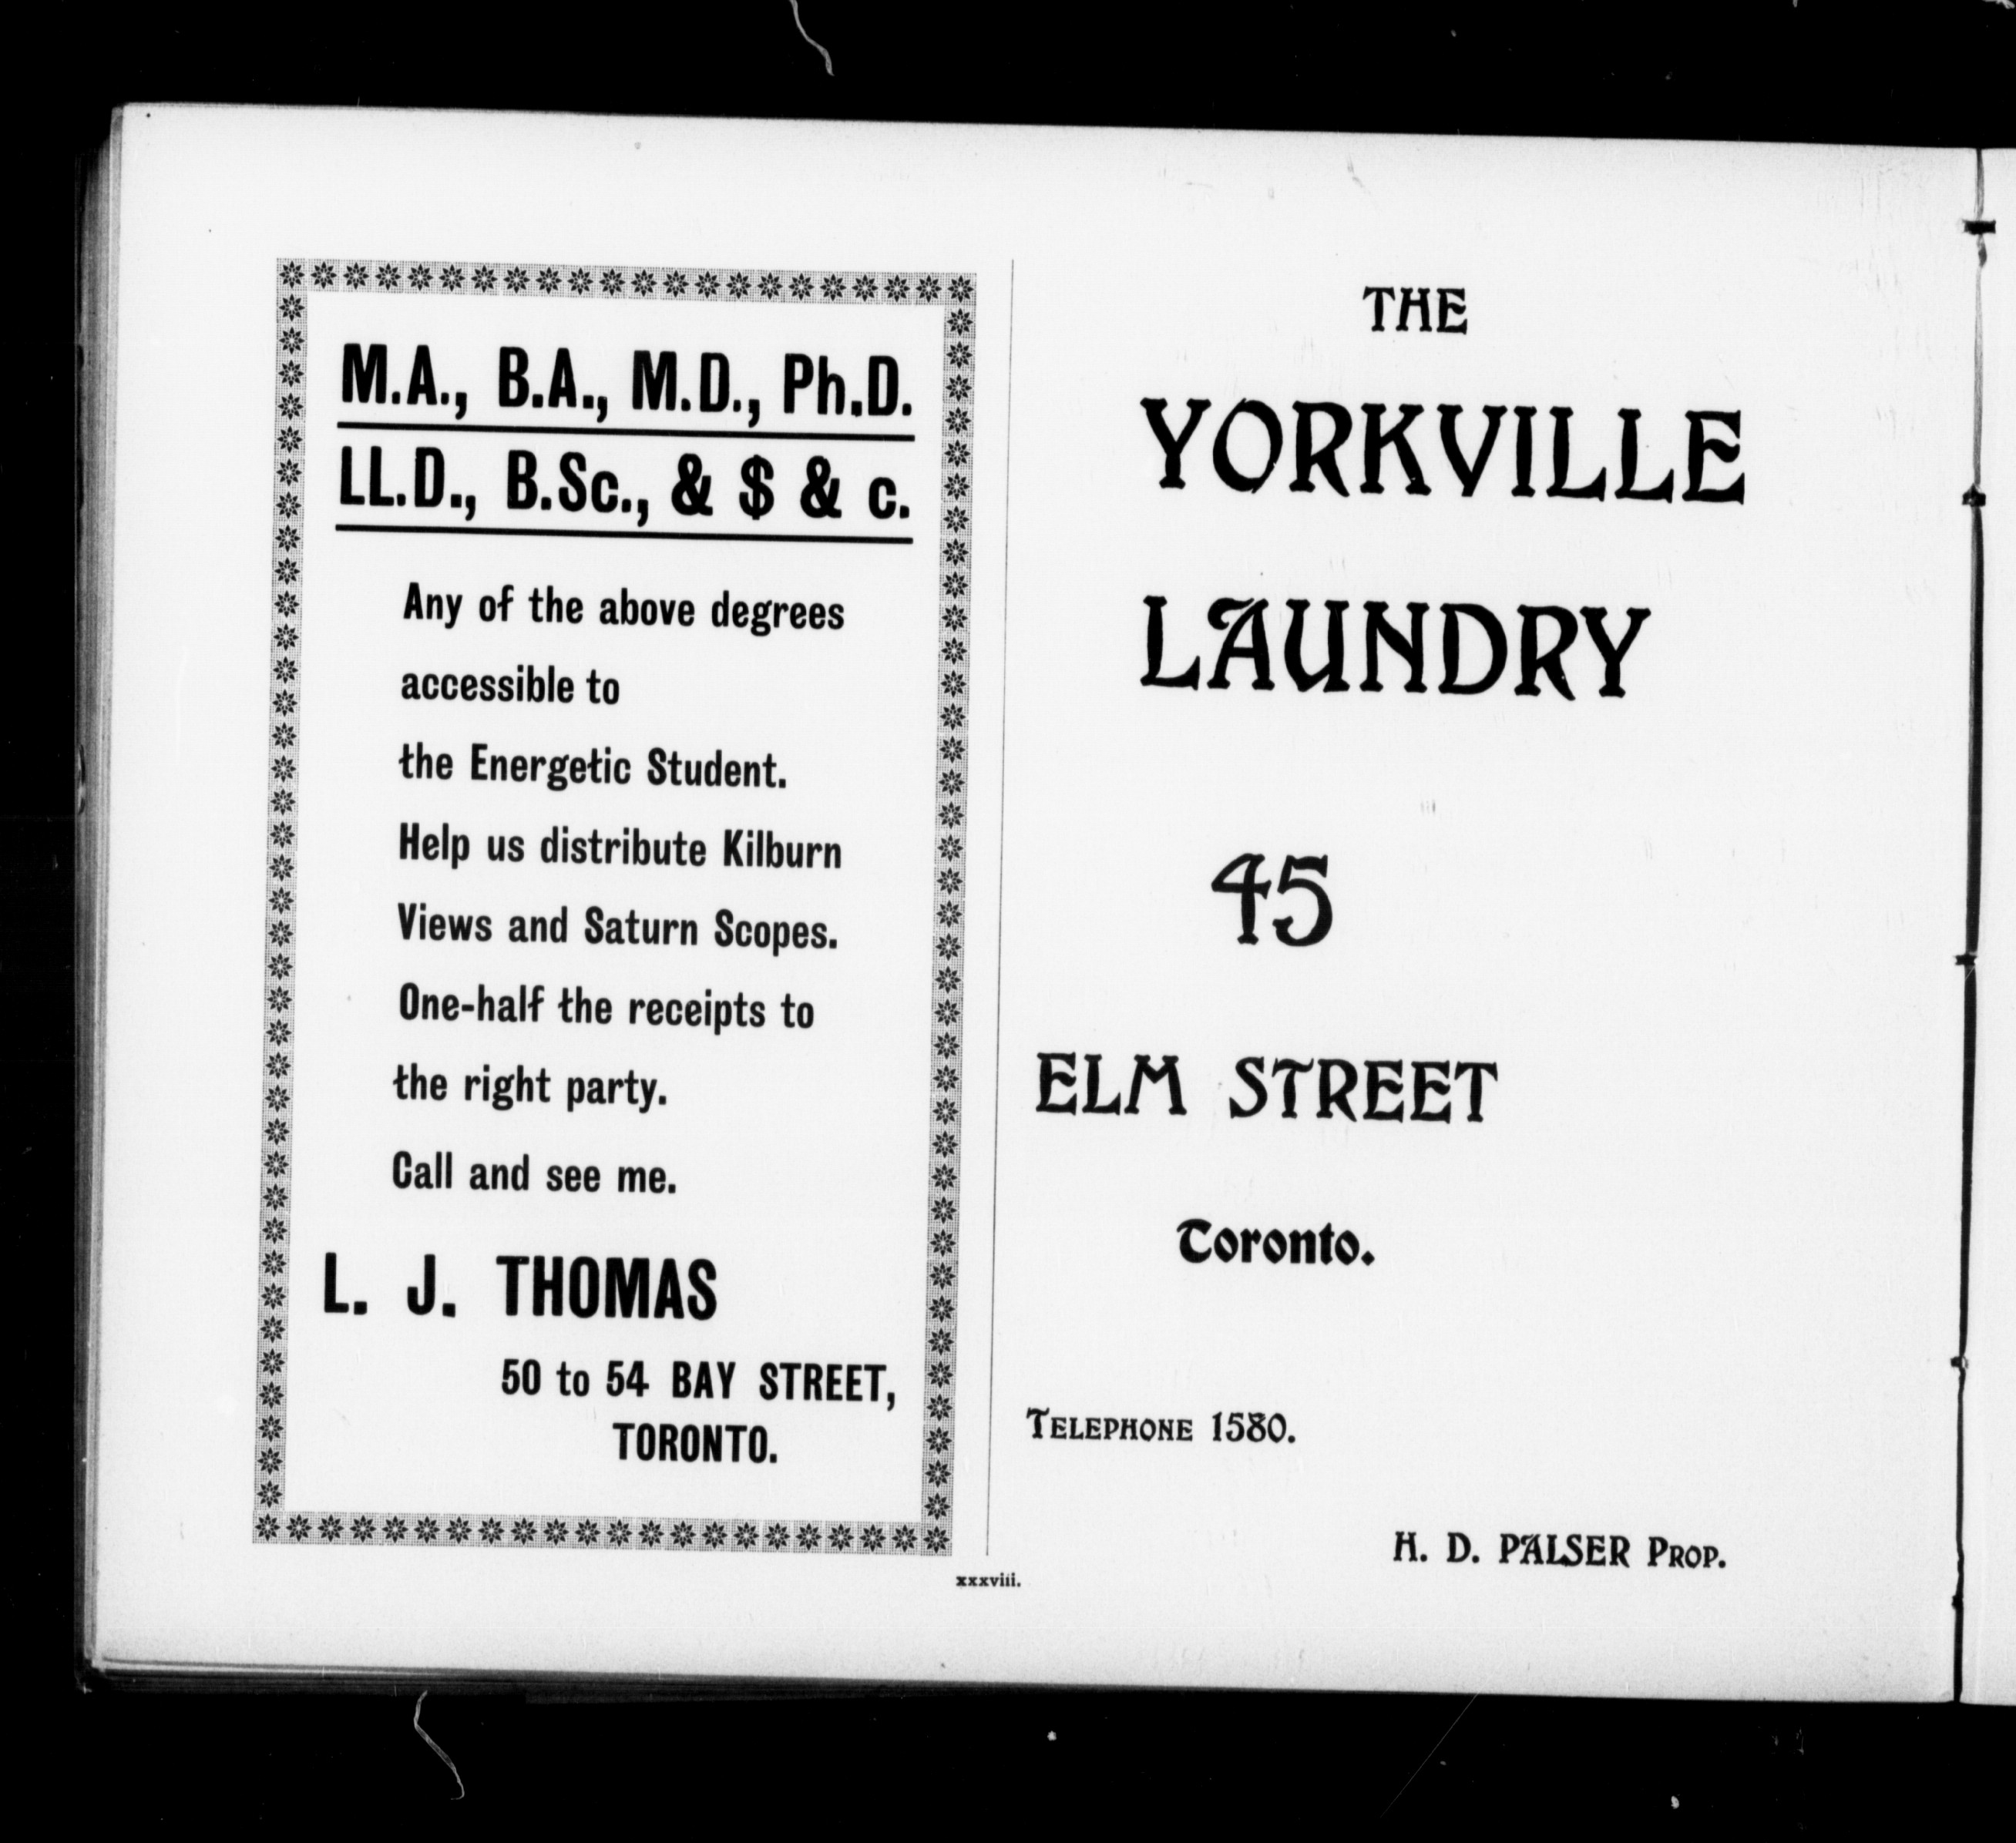 M.A., B.A., M.D., Ph.D.
LL.D., B.Sc., & $ & c.
Any of the above degrees
accessible to
the Energetic Student.
Help us distribute Kilburn
Views and Saturn Scopes.
One-half the receipts to
the right party.
Call and see me.
L. J. THOMAS
50 to 54 BAY STREET,
TORONTO.
THE
YORKVILLE
LAUNDRY
45
ELM STREET
Toronto.
TELEPHONE 1580.
H. D. PALSER PROP.
xxxviii.